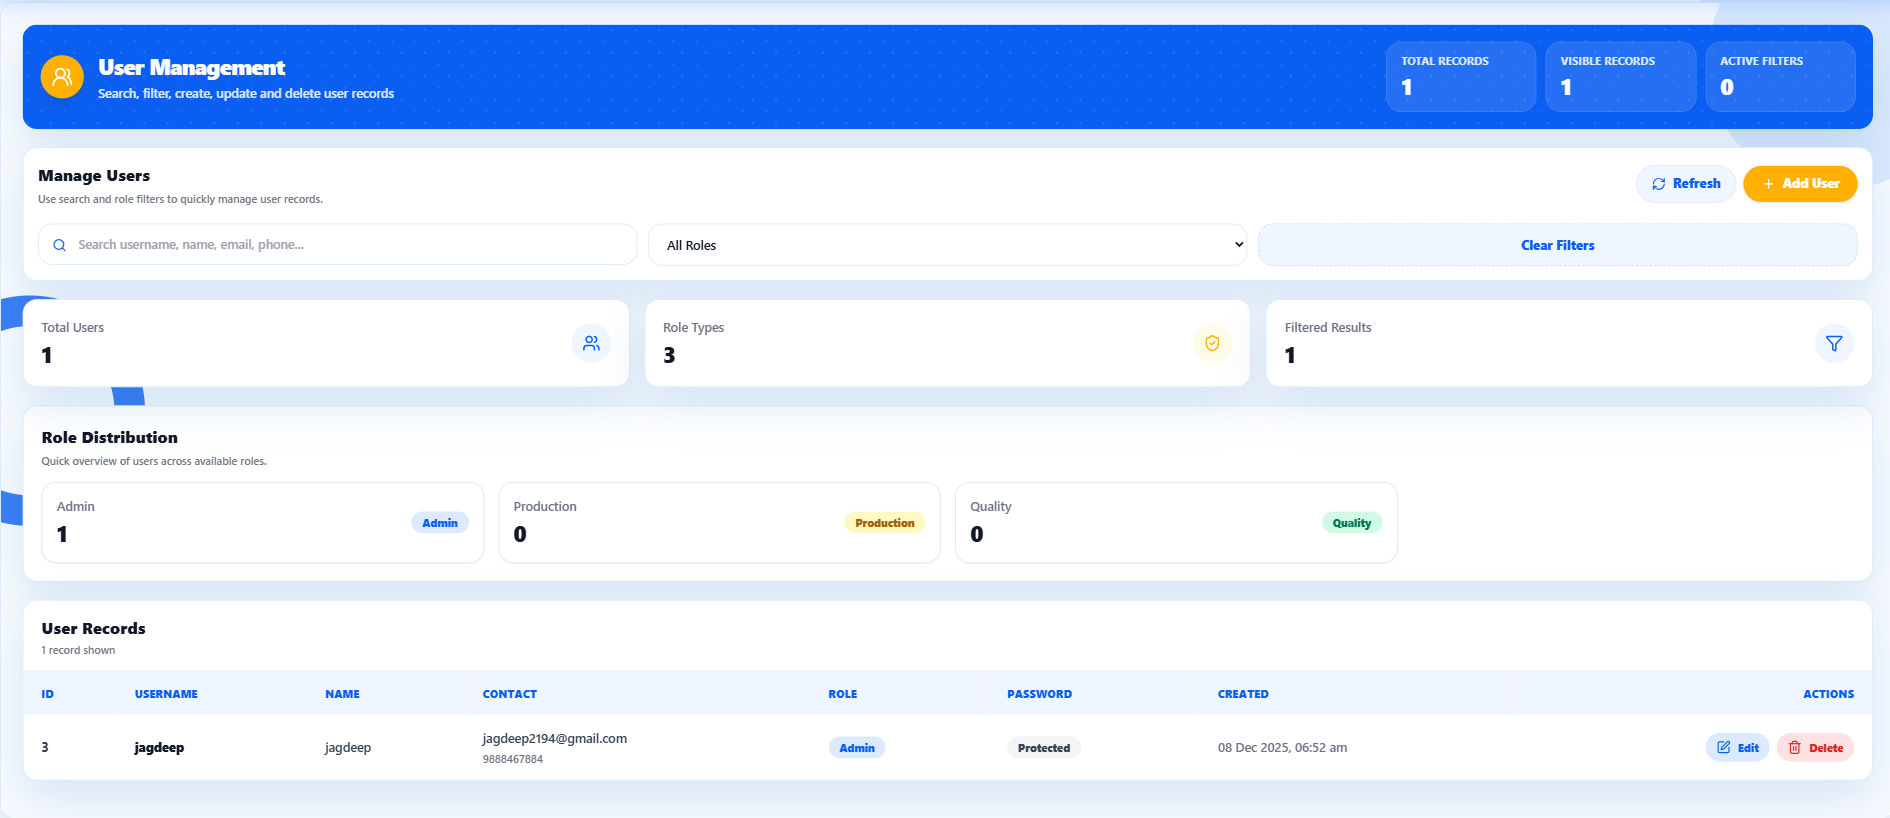 User Management
Search, filter, create, update and delete user records
TOTAL RECORDS
1
VISIBLE RECORDS
1
ACTIVE FILTERS
0
Manage Users
Use search and role filters to quickly manage user records.
Refresh
Add User
Search username, name, email, phone...
All Roles
Clear Filters
Total Users
1
Role Types
3
Filtered Results
1
Role Distribution
Quick overview of users across available roles.
Admin
1
Admin
Production
0
Production
Quality
0
Quality
User Records
1 record shown
ID USERNAME NAME CONTACT ROLE PASSWORD CREATED ACTIONS
3 jagdeep jagdeep jagdeep2194@gmail.com Admin Protected 08 Dec 2025, 06:52 am Edit Delete
9888467884